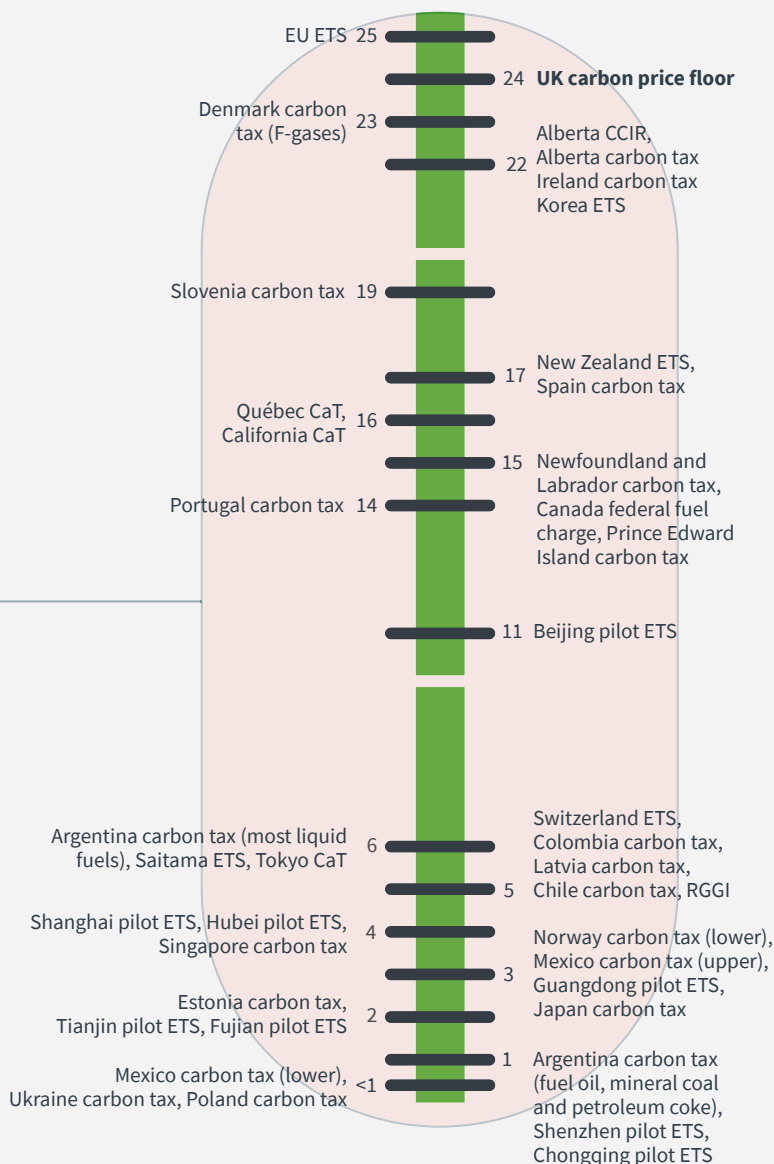 EU ETS 25
24 UK carbon price floor
Denmark carbon
tax (F-gases) 23
22 Alberta CCIR,
Alberta carbon tax
Ireland carbon tax
Korea ETS
Slovenia carbon tax 19
17 New Zealand ETS,
Spain carbon tax
Québec CaT,
California CaT 16
15 Newfoundland and
Labrador carbon tax,
Canada federal fuel
charge, Prince Edward
Island carbon tax
Portugal carbon tax 14
11 Beijing pilot ETS
Argentina carbon tax (most liquid
fuels), Saitama ETS, Tokyo CaT 6
Switzerland ETS,
Colombia carbon tax,
Latvia carbon tax,
5 Chile carbon tax, RGGI
Shanghai pilot ETS, Hubei pilot ETS,
Singapore carbon tax 4
3 Norway carbon tax (lower),
Mexico carbon tax (upper),
Guangdong pilot ETS,
Japan carbon tax
Estonia carbon tax,
Tianjin pilot ETS, Fujian pilot ETS 2
1 Argentina carbon tax
(fuel oil, mineral coal
and petroleum coke),
Shenzhen pilot ETS,
Chongqing pilot ETS
Mexico carbon tax (lower),
Ukraine carbon tax, Poland carbon tax <1